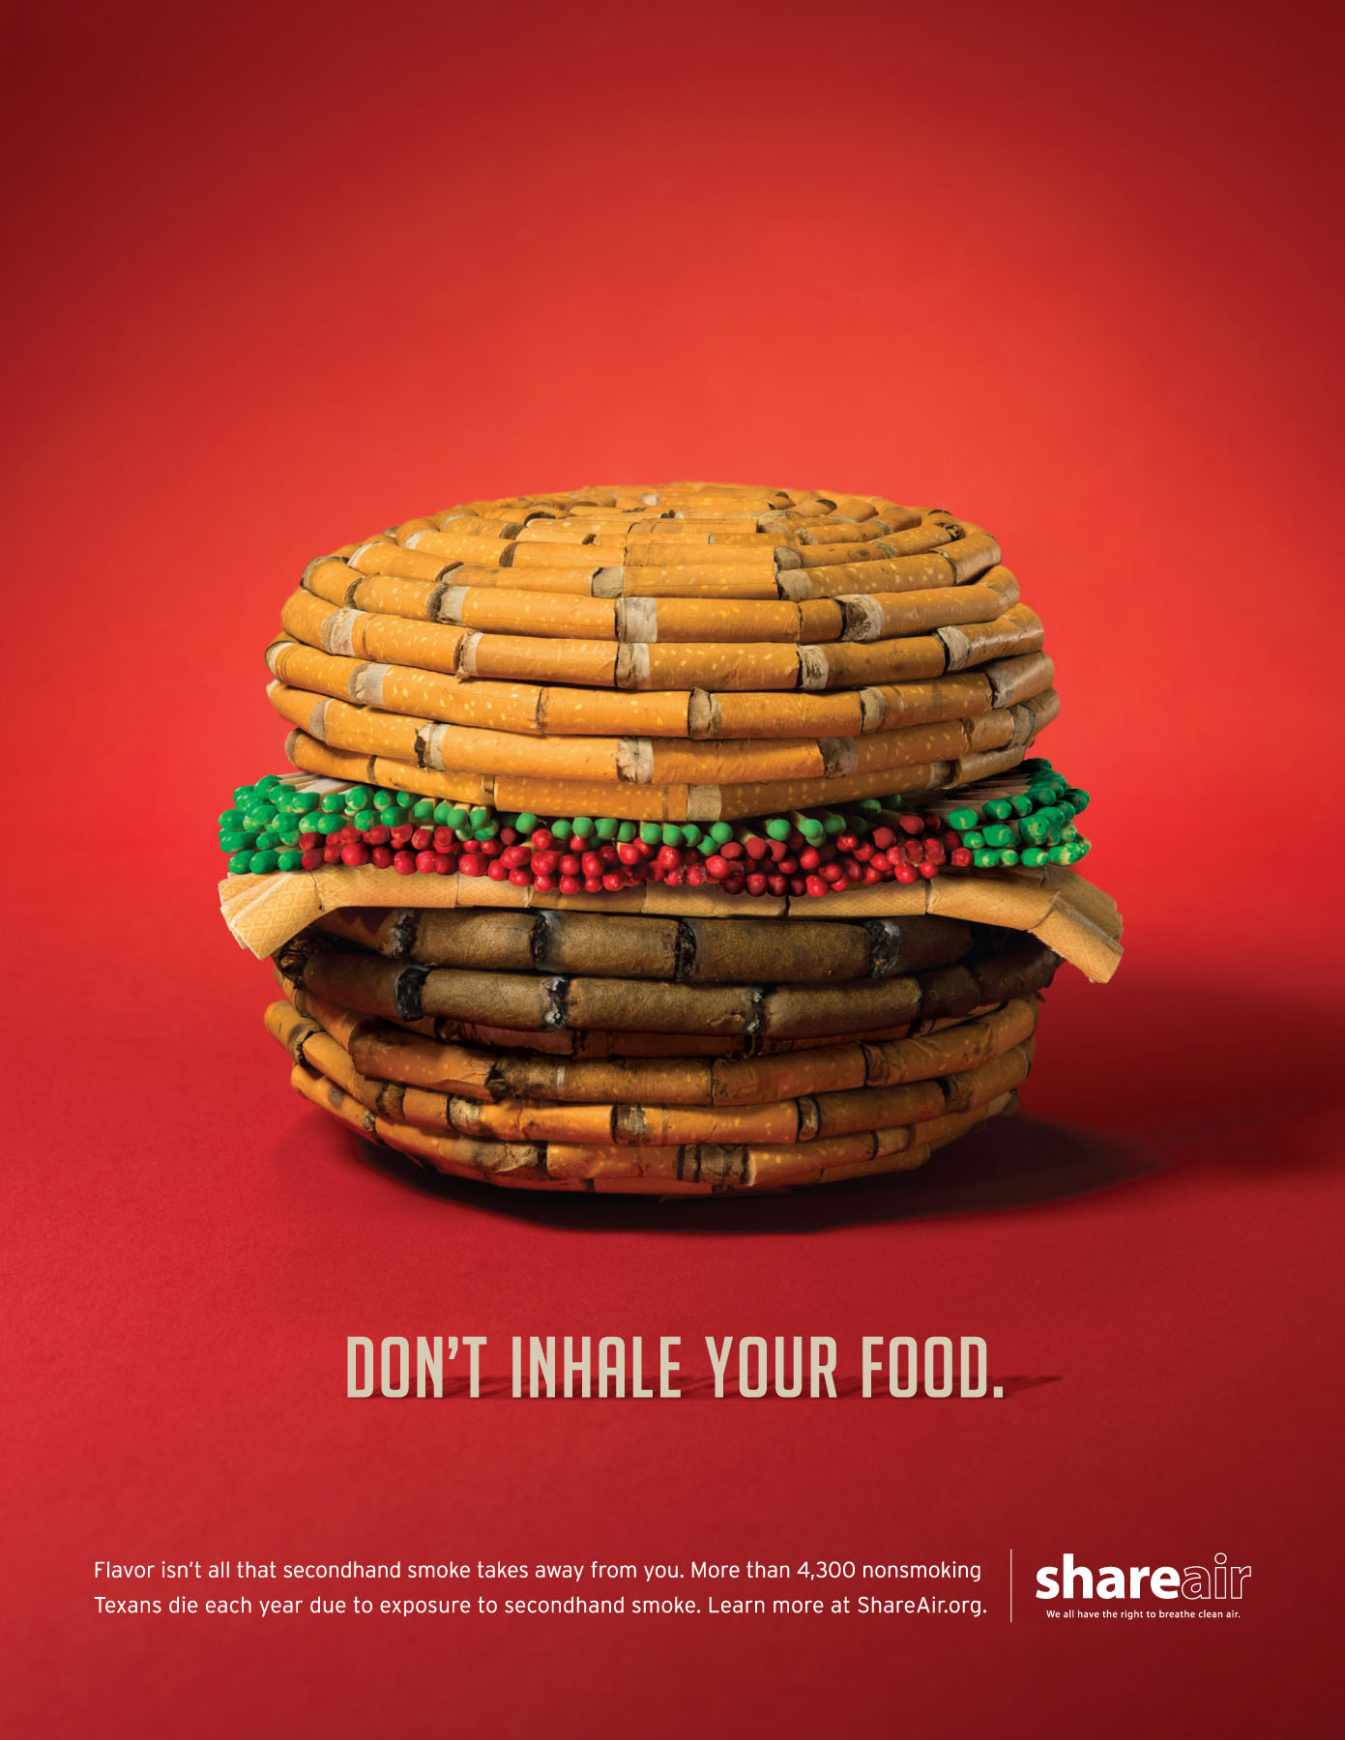 DON'T INHALE YOUR FOOD.
Flavor isn't all that secondhand smoke takes away from you. More than 4,300 nonsmoking
Texans die each year due to exposure to secondhand smoke. Learn more at ShareAir.org.
shareair
We all have the right to breathe clean air.